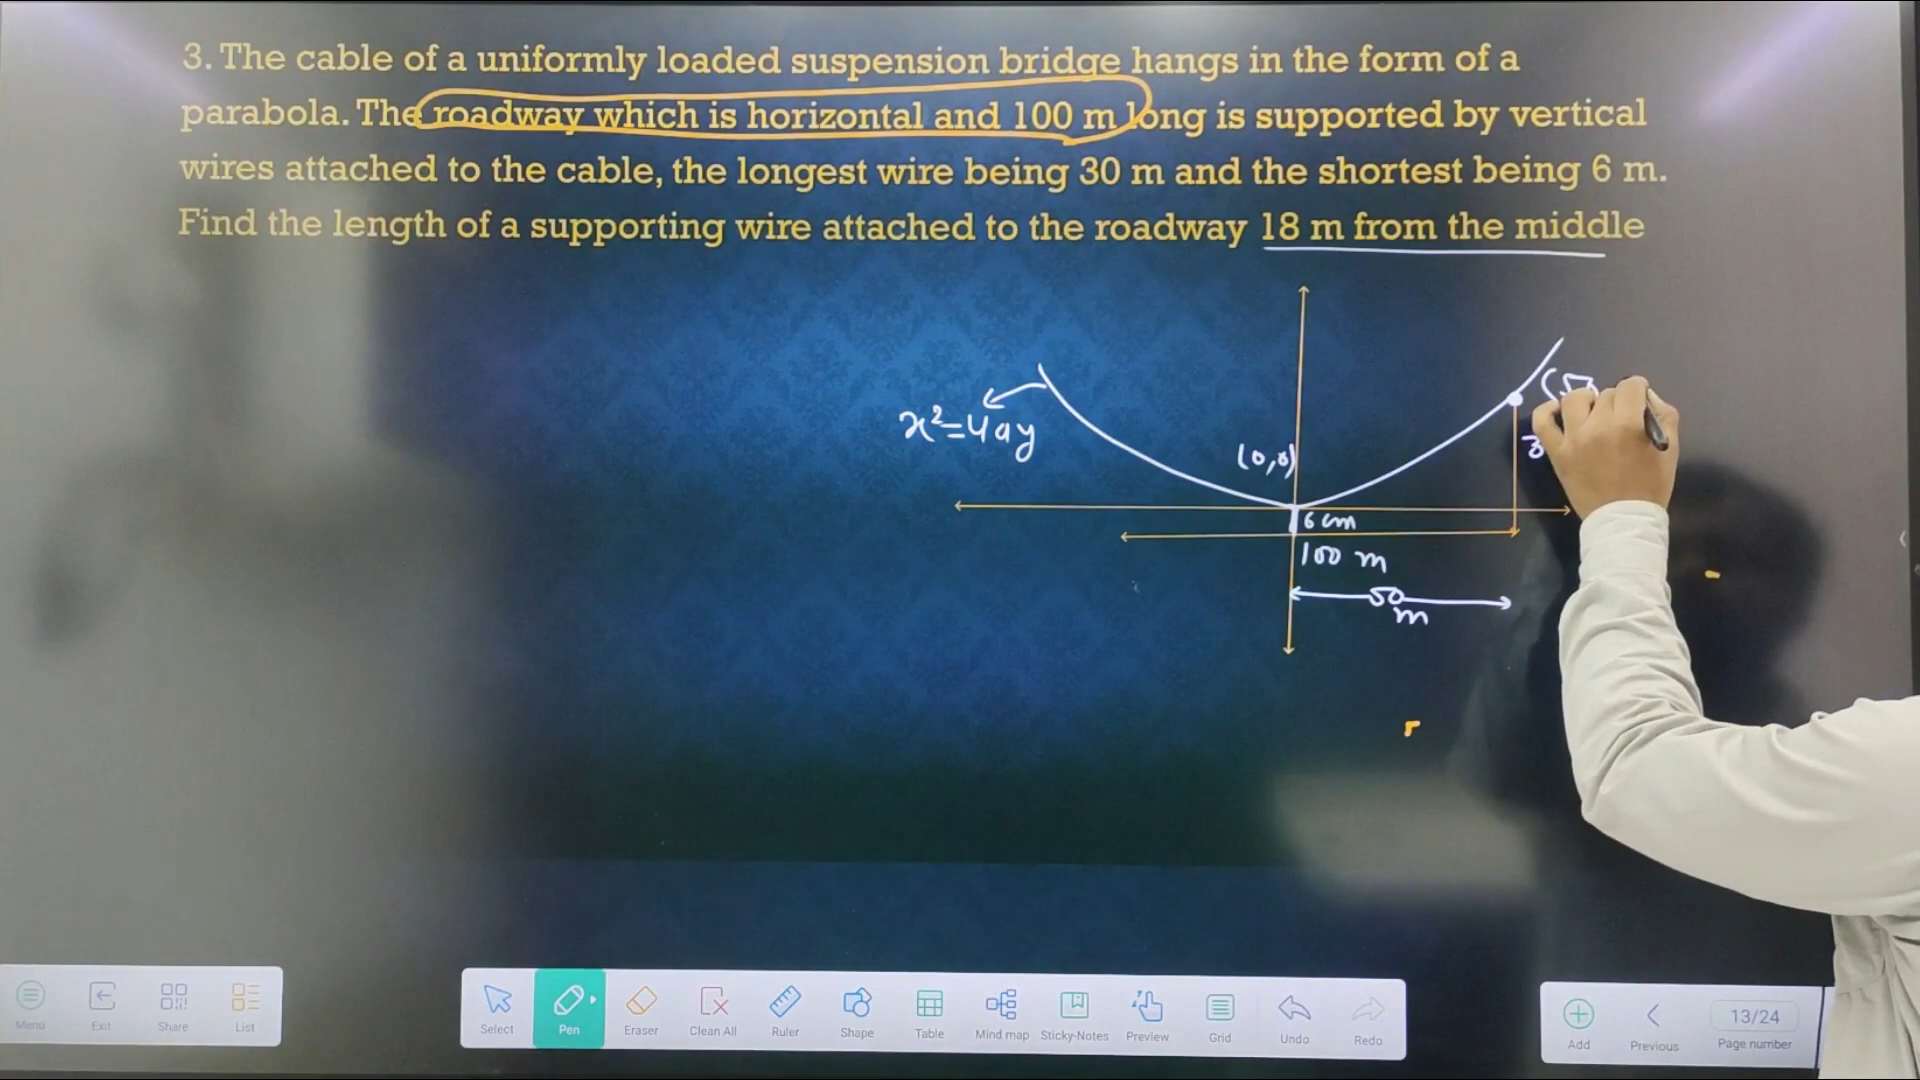 3. The cable of a uniformly loaded suspension bridge hangs in the form of a
parabola. The roadway which is horizontal and 100 m long is supported by vertical
wires attached to the cable, the longest wire being 30 m and the shortest being 6 m.
Find the length of a supporting wire attached to the roadway 18 m from the middle
x²=4ay
(0,0)
3
6 cm
100 m
50
m
Menu
Exit
Share
List
Select
Pen
Eraser
Clean All
Ruler
Shape
Table
Mind map
Sticky-Notes
Preview
Grid
Undo
Redo
Add
Previous
13/24
Page number